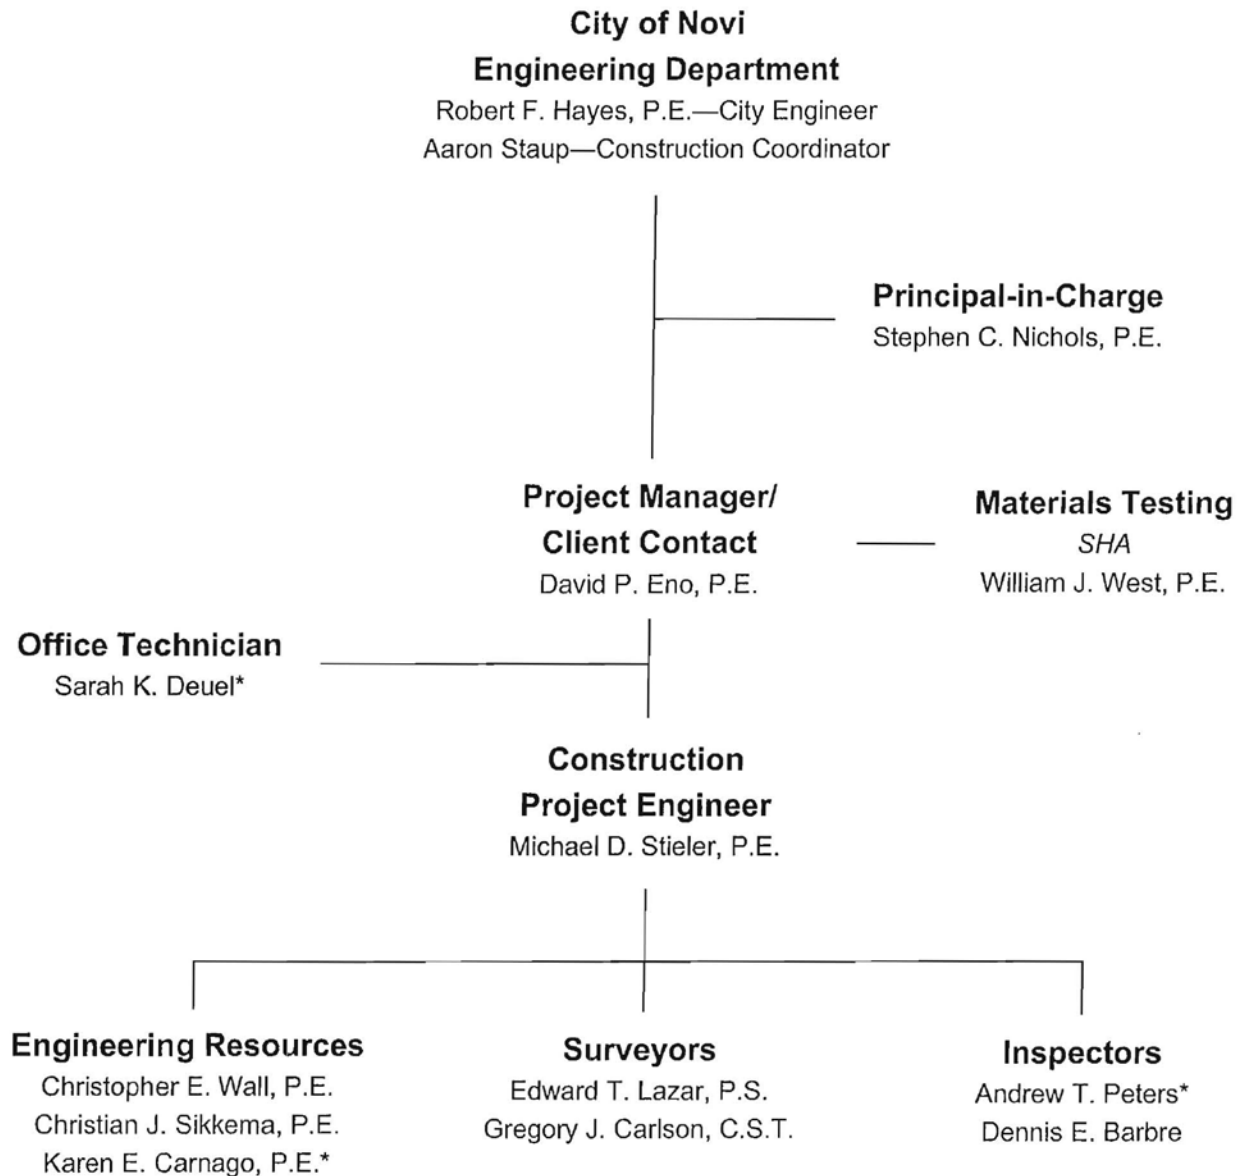 City of Novi
Engineering Department
Robert F. Hayes, P.E.—City Engineer
Aaron Staup—Construction Coordinator
Principal-in-Charge
Stephen C. Nichols, P.E.
Project Manager/
Client Contact
David P. Eno, P.E.
Materials Testing
SHA
William J. West, P.E.
Office Technician
Sarah K. Deuel*
Construction
Project Engineer
Michael D. Stieler, P.E.
Engineering Resources
Christopher E. Wall, P.E.
Christian J. Sikkema, P.E.
Karen E. Carnago, P.E.*
Surveyors
Edward T. Lazar, P.S.
Gregory J. Carlson, C.S.T.
Inspectors
Andrew T. Peters*
Dennis E. Barbre